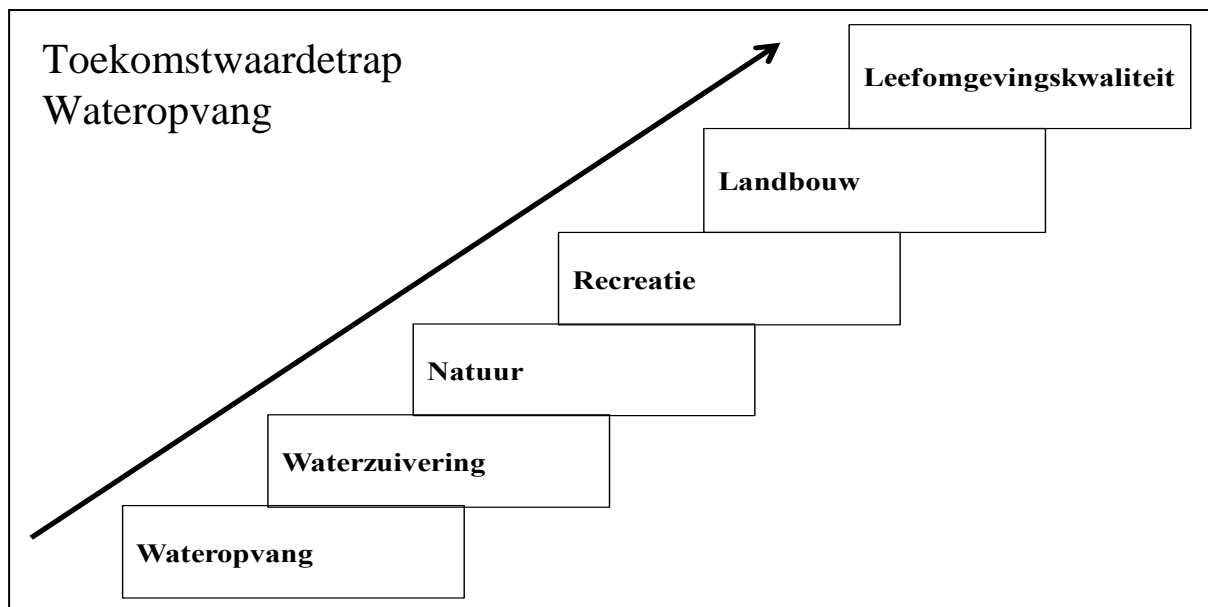 Toekomstwaardetrap
Wateropvang
Leefomgevingskwaliteit
Landbouw
Recreatie
Natuur
Waterzuivering
Wateropvang